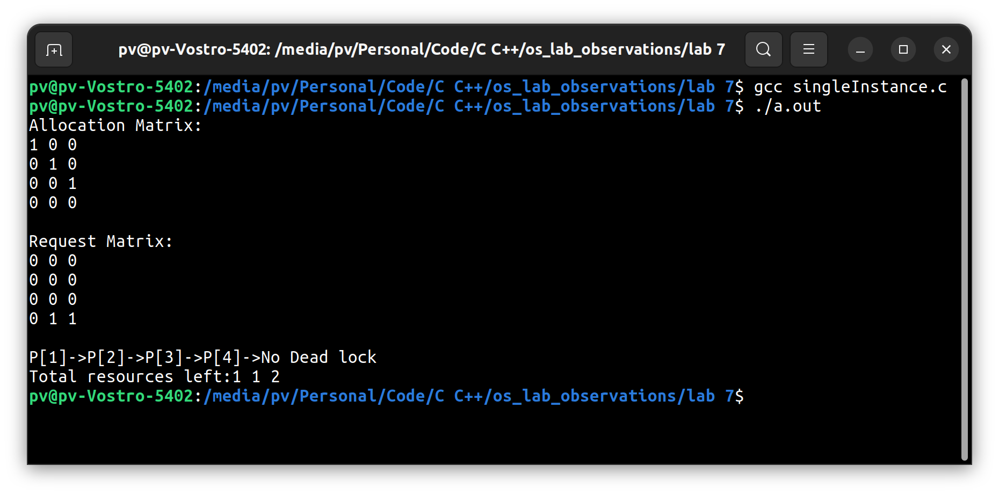 pv@pv-Vostro-5402: /media/pv/Personal/Code/C C++/os_lab_observations/lab 7
pv@pv-Vostro-5402:/media/pv/Personal/Code/C C++/os_lab_observations/lab 7$ gcc singleInstance.c
pv@pv-Vostro-5402:/media/pv/Personal/Code/C C++/os_lab_observations/lab 7$ ./a.out
Allocation Matrix:
1 0 0
0 1 0
0 0 1
0 0 0
Request Matrix:
0 0 0
0 0 0
0 0 0
0 1 1
P[1]->P[2]->P[3]->P[4]->No Dead lock
Total resources left:1 1 2
pv@pv-Vostro-5402:/media/pv/Personal/Code/C C++/os_lab_observations/lab 7$